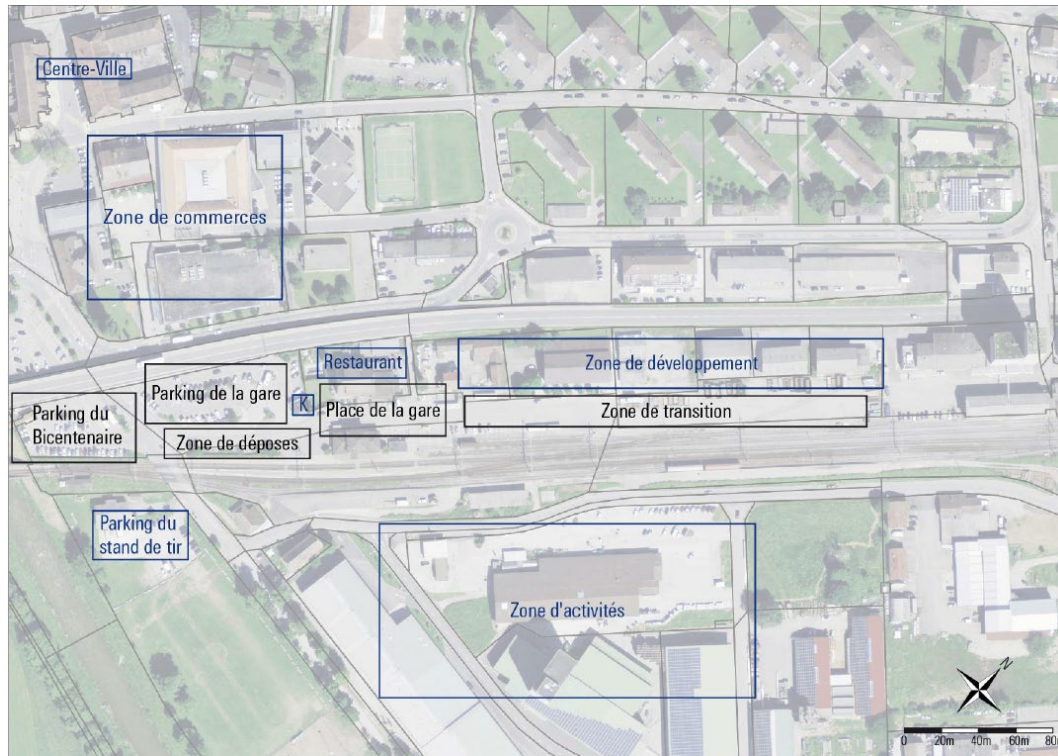 Centre-Ville
Zone de commerces
Restaurant
Zone de développement
Parking de la gare
K
Place de la gare
Zone de transition
Parking du
Bicentenaire
Zone de déposes
Parking du
stand de tir
Zone d'activités
N
0 20m 40m 60m 80